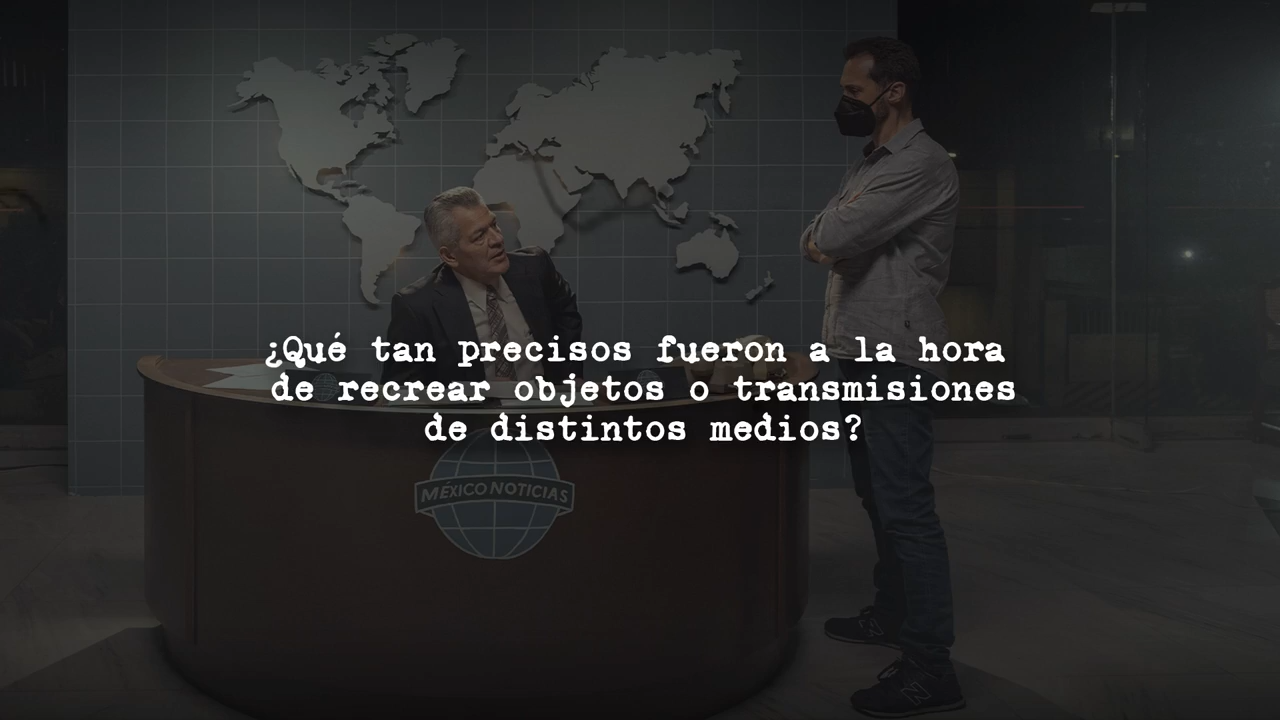 ¿Qué tan precisos fueron a la hora
de recrear objetos o transmisiones
de distintos medios?
MÉXICO NOTICIAS